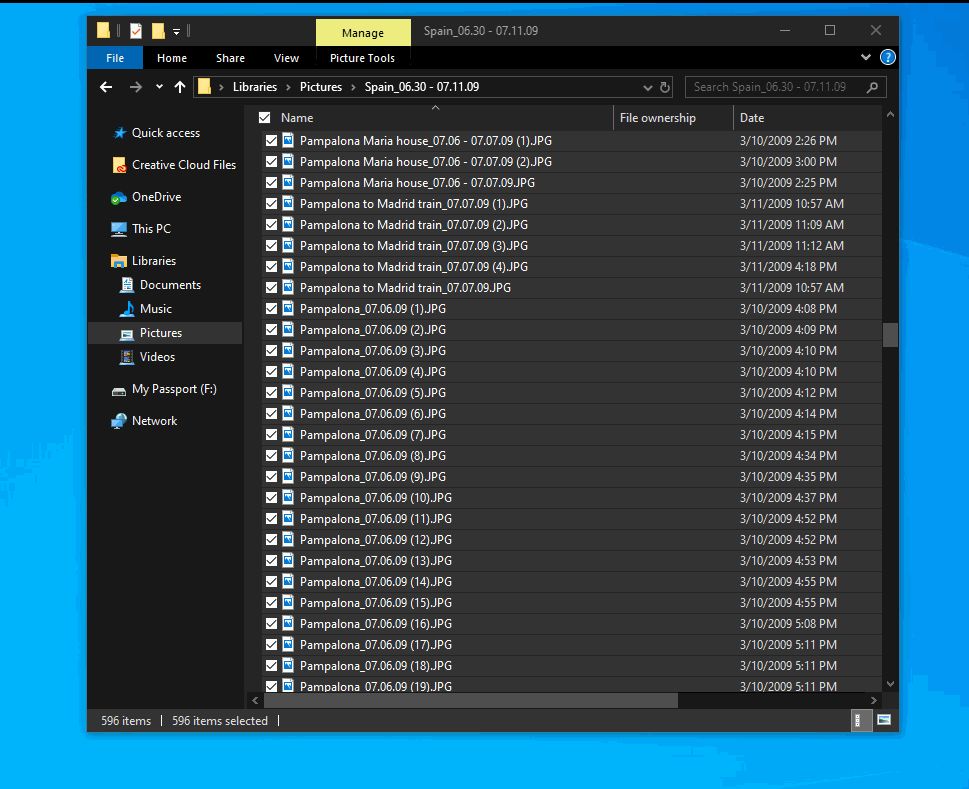 Manage
Spain_06.30 - 07.11.09
File
Home
Share
View
Picture Tools
Libraries
Pictures
Spain_06.30 - 07.11.09
Search Spain_06.30 - 07.11.09
Quick access
Creative Cloud Files
OneDrive
This PC
Libraries
Documents
Music
Pictures
Videos
My Passport (F:)
Network
Name File ownership Date
Pampalona Maria house_07.06 - 07.07.09 (1).JPG 3/10/2009 2:26 PM
Pampalona Maria house_07.06 - 07.07.09 (2).JPG 3/10/2009 3:00 PM
Pampalona Maria house_07.06 - 07.07.09.JPG 3/10/2009 2:25 PM
Pampalona to Madrid train_07.07.09 (1).JPG 3/11/2009 10:57 AM
Pampalona to Madrid train_07.07.09 (2).JPG 3/11/2009 11:09 AM
Pampalona to Madrid train_07.07.09 (3).JPG 3/11/2009 11:12 AM
Pampalona to Madrid train_07.07.09 (4).JPG 3/11/2009 4:18 PM
Pampalona to Madrid train_07.07.09.JPG 3/11/2009 10:57 AM
Pampalona_07.06.09 (1).JPG 3/10/2009 4:08 PM
Pampalona_07.06.09 (2).JPG 3/10/2009 4:09 PM
Pampalona_07.06.09 (3).JPG 3/10/2009 4:10 PM
Pampalona_07.06.09 (4).JPG 3/10/2009 4:10 PM
Pampalona_07.06.09 (5).JPG 3/10/2009 4:12 PM
Pampalona_07.06.09 (6).JPG 3/10/2009 4:14 PM
Pampalona_07.06.09 (7).JPG 3/10/2009 4:15 PM
Pampalona_07.06.09 (8).JPG 3/10/2009 4:34 PM
Pampalona_07.06.09 (9).JPG 3/10/2009 4:35 PM
Pampalona_07.06.09 (10).JPG 3/10/2009 4:37 PM
Pampalona_07.06.09 (11).JPG 3/10/2009 4:52 PM
Pampalona_07.06.09 (12).JPG 3/10/2009 4:52 PM
Pampalona_07.06.09 (13).JPG 3/10/2009 4:53 PM
Pampalona_07.06.09 (14).JPG 3/10/2009 4:55 PM
Pampalona_07.06.09 (15).JPG 3/10/2009 4:55 PM
Pampalona_07.06.09 (16).JPG 3/10/2009 5:08 PM
Pampalona_07.06.09 (17).JPG 3/10/2009 5:11 PM
Pampalona_07.06.09 (18).JPG 3/10/2009 5:11 PM
Pampalona_07.06.09 (19).JPG 3/10/2009 5:11 PM
596 items 596 items selected